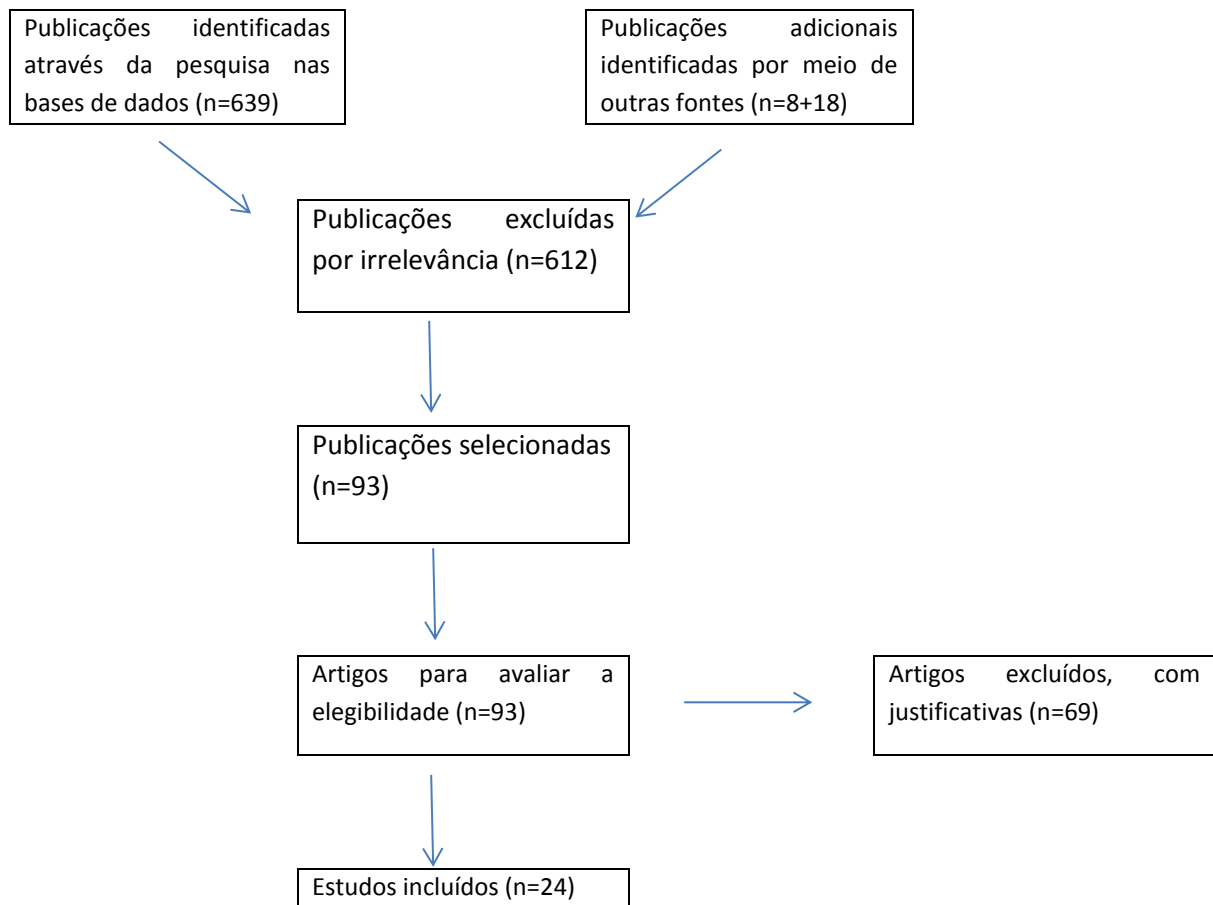 Publicações identificadas
através da pesquisa nas
bases de dados (n=639)
Publicações adicionais
identificadas por meio de
outras fontes (n=8+18)
Publicações excluídas
por irrelevância (n=612)
Publicações selecionadas
(n=93)
Artigos para avaliar a
elegibilidade (n=93)
Artigos excluídos, com
justificativas (n=69)
Estudos incluídos (n=24)